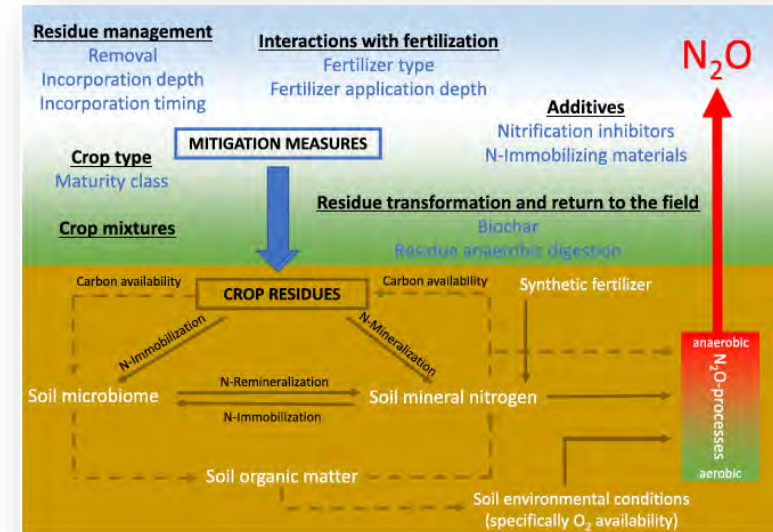 Residue management
Removal
Incorporation depth
Incorporation timing
Interactions with fertilization
Fertilizer type
Fertilizer application depth
N₂O
Additives
Nitrification inhibitors
N-Immobilizing materials
MITIGATION MEASURES
Crop type
Maturity class
Crop mixtures
Residue transformation and return to the field
Biochar
Residue anaerobic digestion
Carbon availability
CROP RESIDUES
Carbon availability
Synthetic fertilizer
N-Immobilization
N-Mineralization
anaerobic
N₂O-processes
aerobic
Soil microbiome
N-Remineralization
N-Immobilization
Soil mineral nitrogen
Soil organic matter
Soil environmental conditions
(specifically O₂ availability)